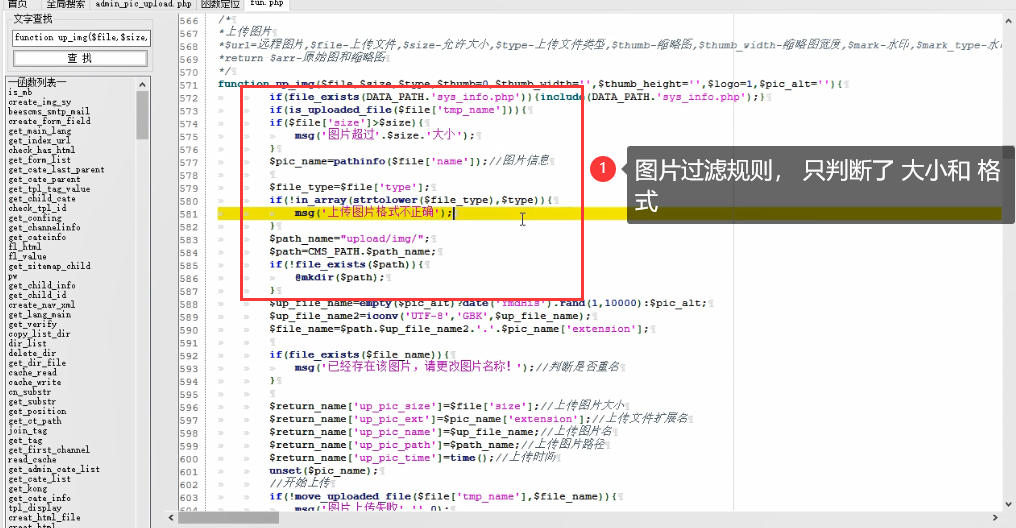 首页 全局搜索 admin_pic_upload.php 函数定位 fun.php
文字查找
function up_img($file,$size,
查 找
—函数列表—
is_mb
create_img_sy
beescms_smtp_mail
create_form_field
get_main_lang
get_index_url
check_has_html
get_form_list
get_cate_last_parent
get_cate_parent
get_tpl_tag_value
get_child_cate
check_tpl_id
get_confing
get_channelinfo
get_cateinfo
fl_html
fl_value
get_sitemap_child
pw
get_child_info
get_child_id
create_nav_xml
get_lang_main
get_verify
copy_list_dir
dir_list
delete_dir
get_dir_file
cache_read
cache_write
cn_substr
get_substr
get_position
get_ct_path
join_tag
get_tag
get_first_channel
read_cache
get_admin_cate_list
get_cate_list
get_kong
get_cate_info
tpl_display
creat_html_file
creat_html
566 /*
567 *上传图片
568 *$url-远程图片,$file-上传文件,$size-允许大小,$type-上传文件类型,$thumb-缩略图,$thumb_width-缩略图宽度,$mark-水印,$mark_type-水
569 *return $arr-原始图和缩略图
570 */
571 function up_img($file,$size,$type,$thumb=0,$thumb_width='',$thumb_height='',$logo=1,$pic_alt=''){
572 if(file_exists(DATA_PATH.'sys_info.php')){include(DATA_PATH.'sys_info.php');}
573 if(is_uploaded_file($file['tmp_name'])){
574 if($file['size']>$size){
575 msg('图片超过'.$size.'大小');
576 }
577 $pic_name=pathinfo($file['name']);//图片信息
578
579 $file_type=$file['type'];
580 if(!in_array(strtolower($file_type),$type)){
581 msg('上传图片格式不正确');
582 }
583 $path_name="upload/img/";
584 $path=CMS_PATH.$path_name;
585 if(!file_exists($path)){
586 @mkdir($path);
587 }
588 $up_file_name=empty($pic_alt)?date('YmdHis').rand(1,10000):$pic_alt;
589 $up_file_name2=iconv('UTF-8','GBK',$up_file_name);
590 $file_name=$path.$up_file_name2.'.'.$pic_name['extension'];
591
592 if(file_exists($file_name)){
593 msg('已经存在该图片，请更改图片名称！');//判断是否重名
594 }
595
596 $return_name['up_pic_size']=$file['size'];//上传图片大小
597 $return_name['up_pic_ext']=$pic_name['extension'];//上传文件扩展名
598 $return_name['up_pic_name']=$up_file_name;//上传图片名
599 $return_name['up_pic_path']=$path_name;//上传图片路径
600 $return_name['up_pic_time']=time();//上传时间
601 unset($pic_name);
602 //开始上传
603 if(!move_uploaded_file($file['tmp_name'],$file_name)){
604 msg('图片上传失败','',0);
1
图片过滤规则， 只判断了 大小和 格
式